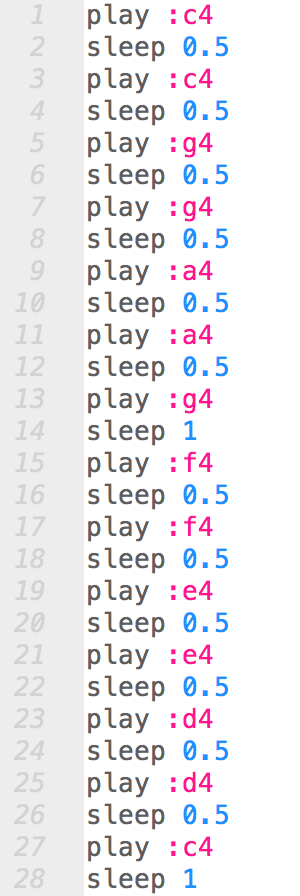 1 play :c4
2 sleep 0.5
3 play :c4
4 sleep 0.5
5 play :g4
6 sleep 0.5
7 play :g4
8 sleep 0.5
9 play :a4
10 sleep 0.5
11 play :a4
12 sleep 0.5
13 play :g4
14 sleep 1
15 play :f4
16 sleep 0.5
17 play :f4
18 sleep 0.5
19 play :e4
20 sleep 0.5
21 play :e4
22 sleep 0.5
23 play :d4
24 sleep 0.5
25 play :d4
26 sleep 0.5
27 play :c4
28 sleep 1